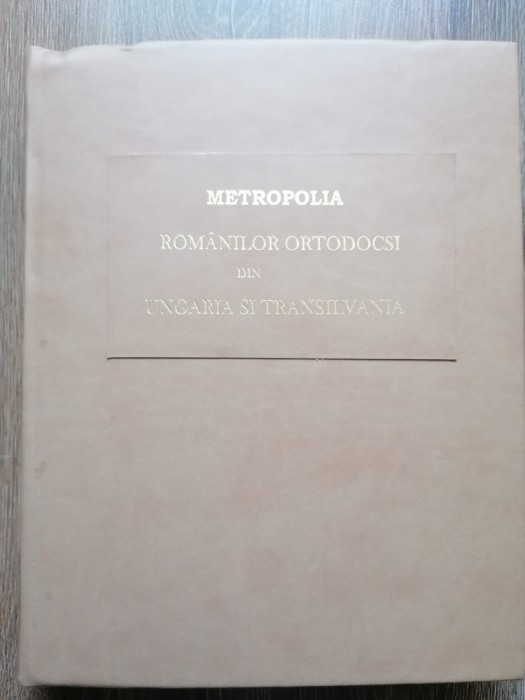 METROPOLIA
ROMÂNILOR ORTODOCSI
DIN
UNGARIA SI TRANSILVANIA